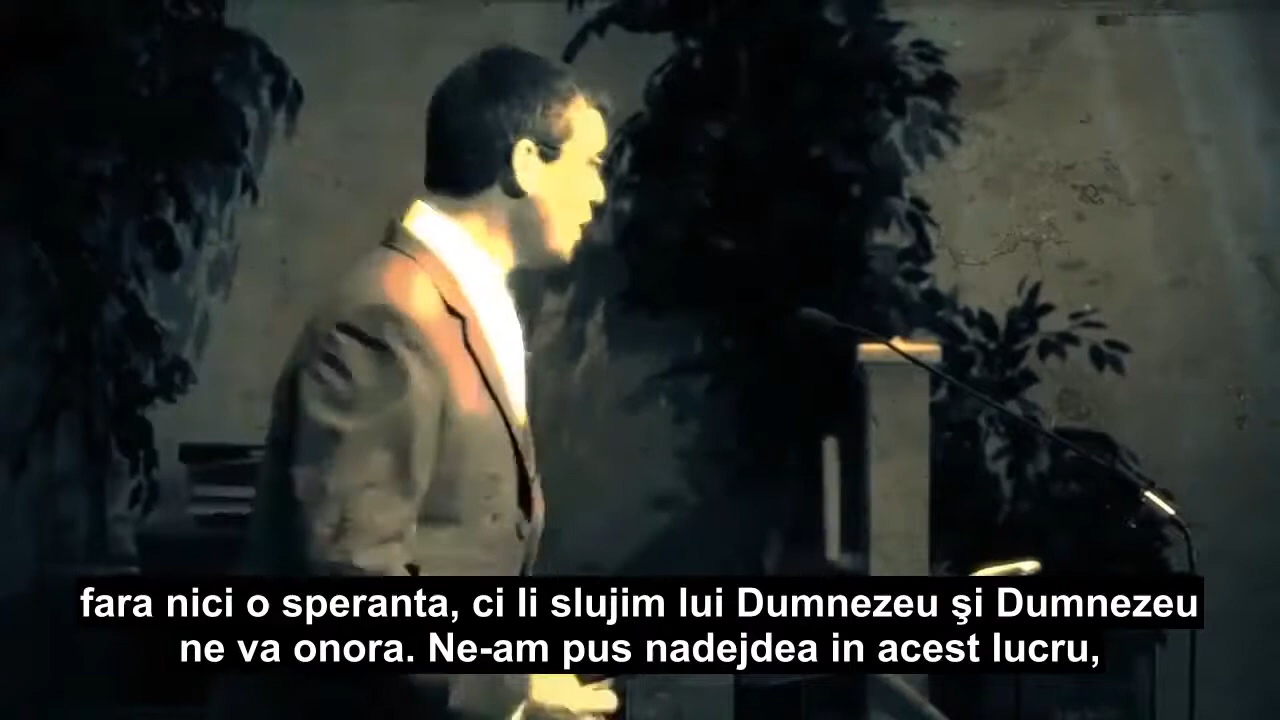 fara nici o speranta, ci Ii slujim lui Dumnezeu şi Dumnezeu
ne va onora. Ne-am pus nadejdea in acest lucru,